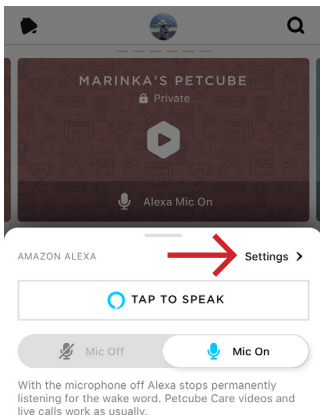 MARINKA'S PETCUBE
Private
Alexa Mic On
AMAZON ALEXA
Settings >
TAP TO SPEAK
Mic Off
Mic On
With the microphone off Alexa stops permanently
listening for the wake word. Petcube Care videos and
live calls work as usually.